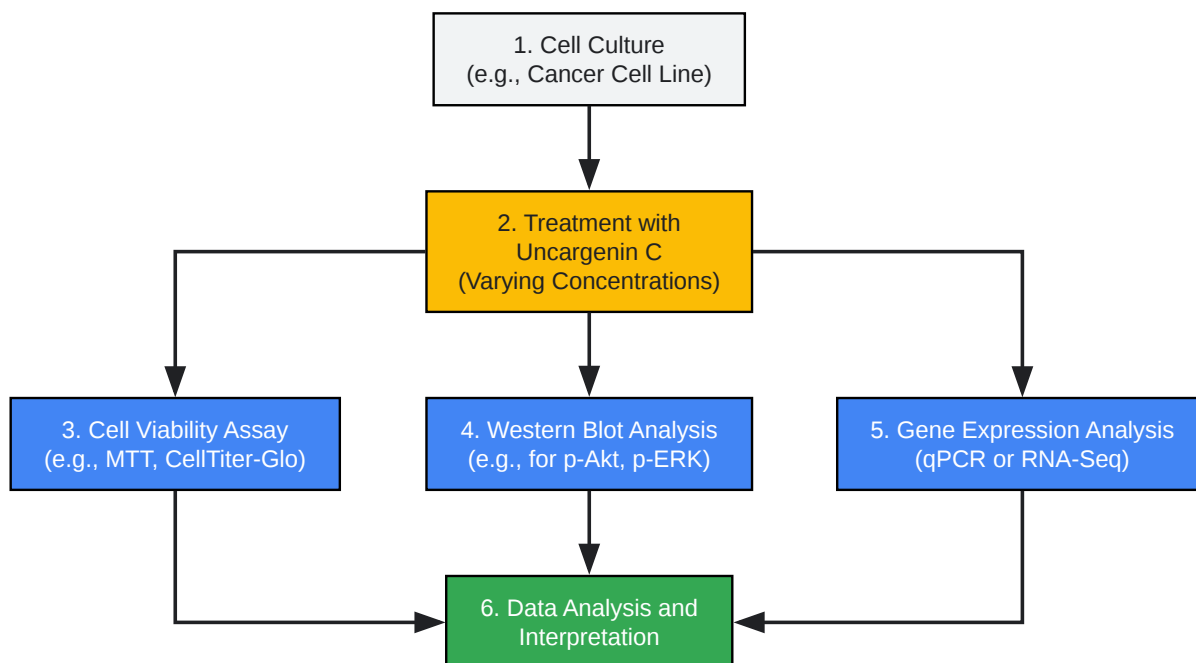 1. Cell Culture
(e.g., Cancer Cell Line)
2. Treatment with
Uncargenin C
(Varying Concentrations)
3. Cell Viability Assay
(e.g., MTT, CellTiter-Glo)
4. Western Blot Analysis
(e.g., for p-Akt, p-ERK)
5. Gene Expression Analysis
(qPCR or RNA-Seq)
6. Data Analysis and
Interpretation